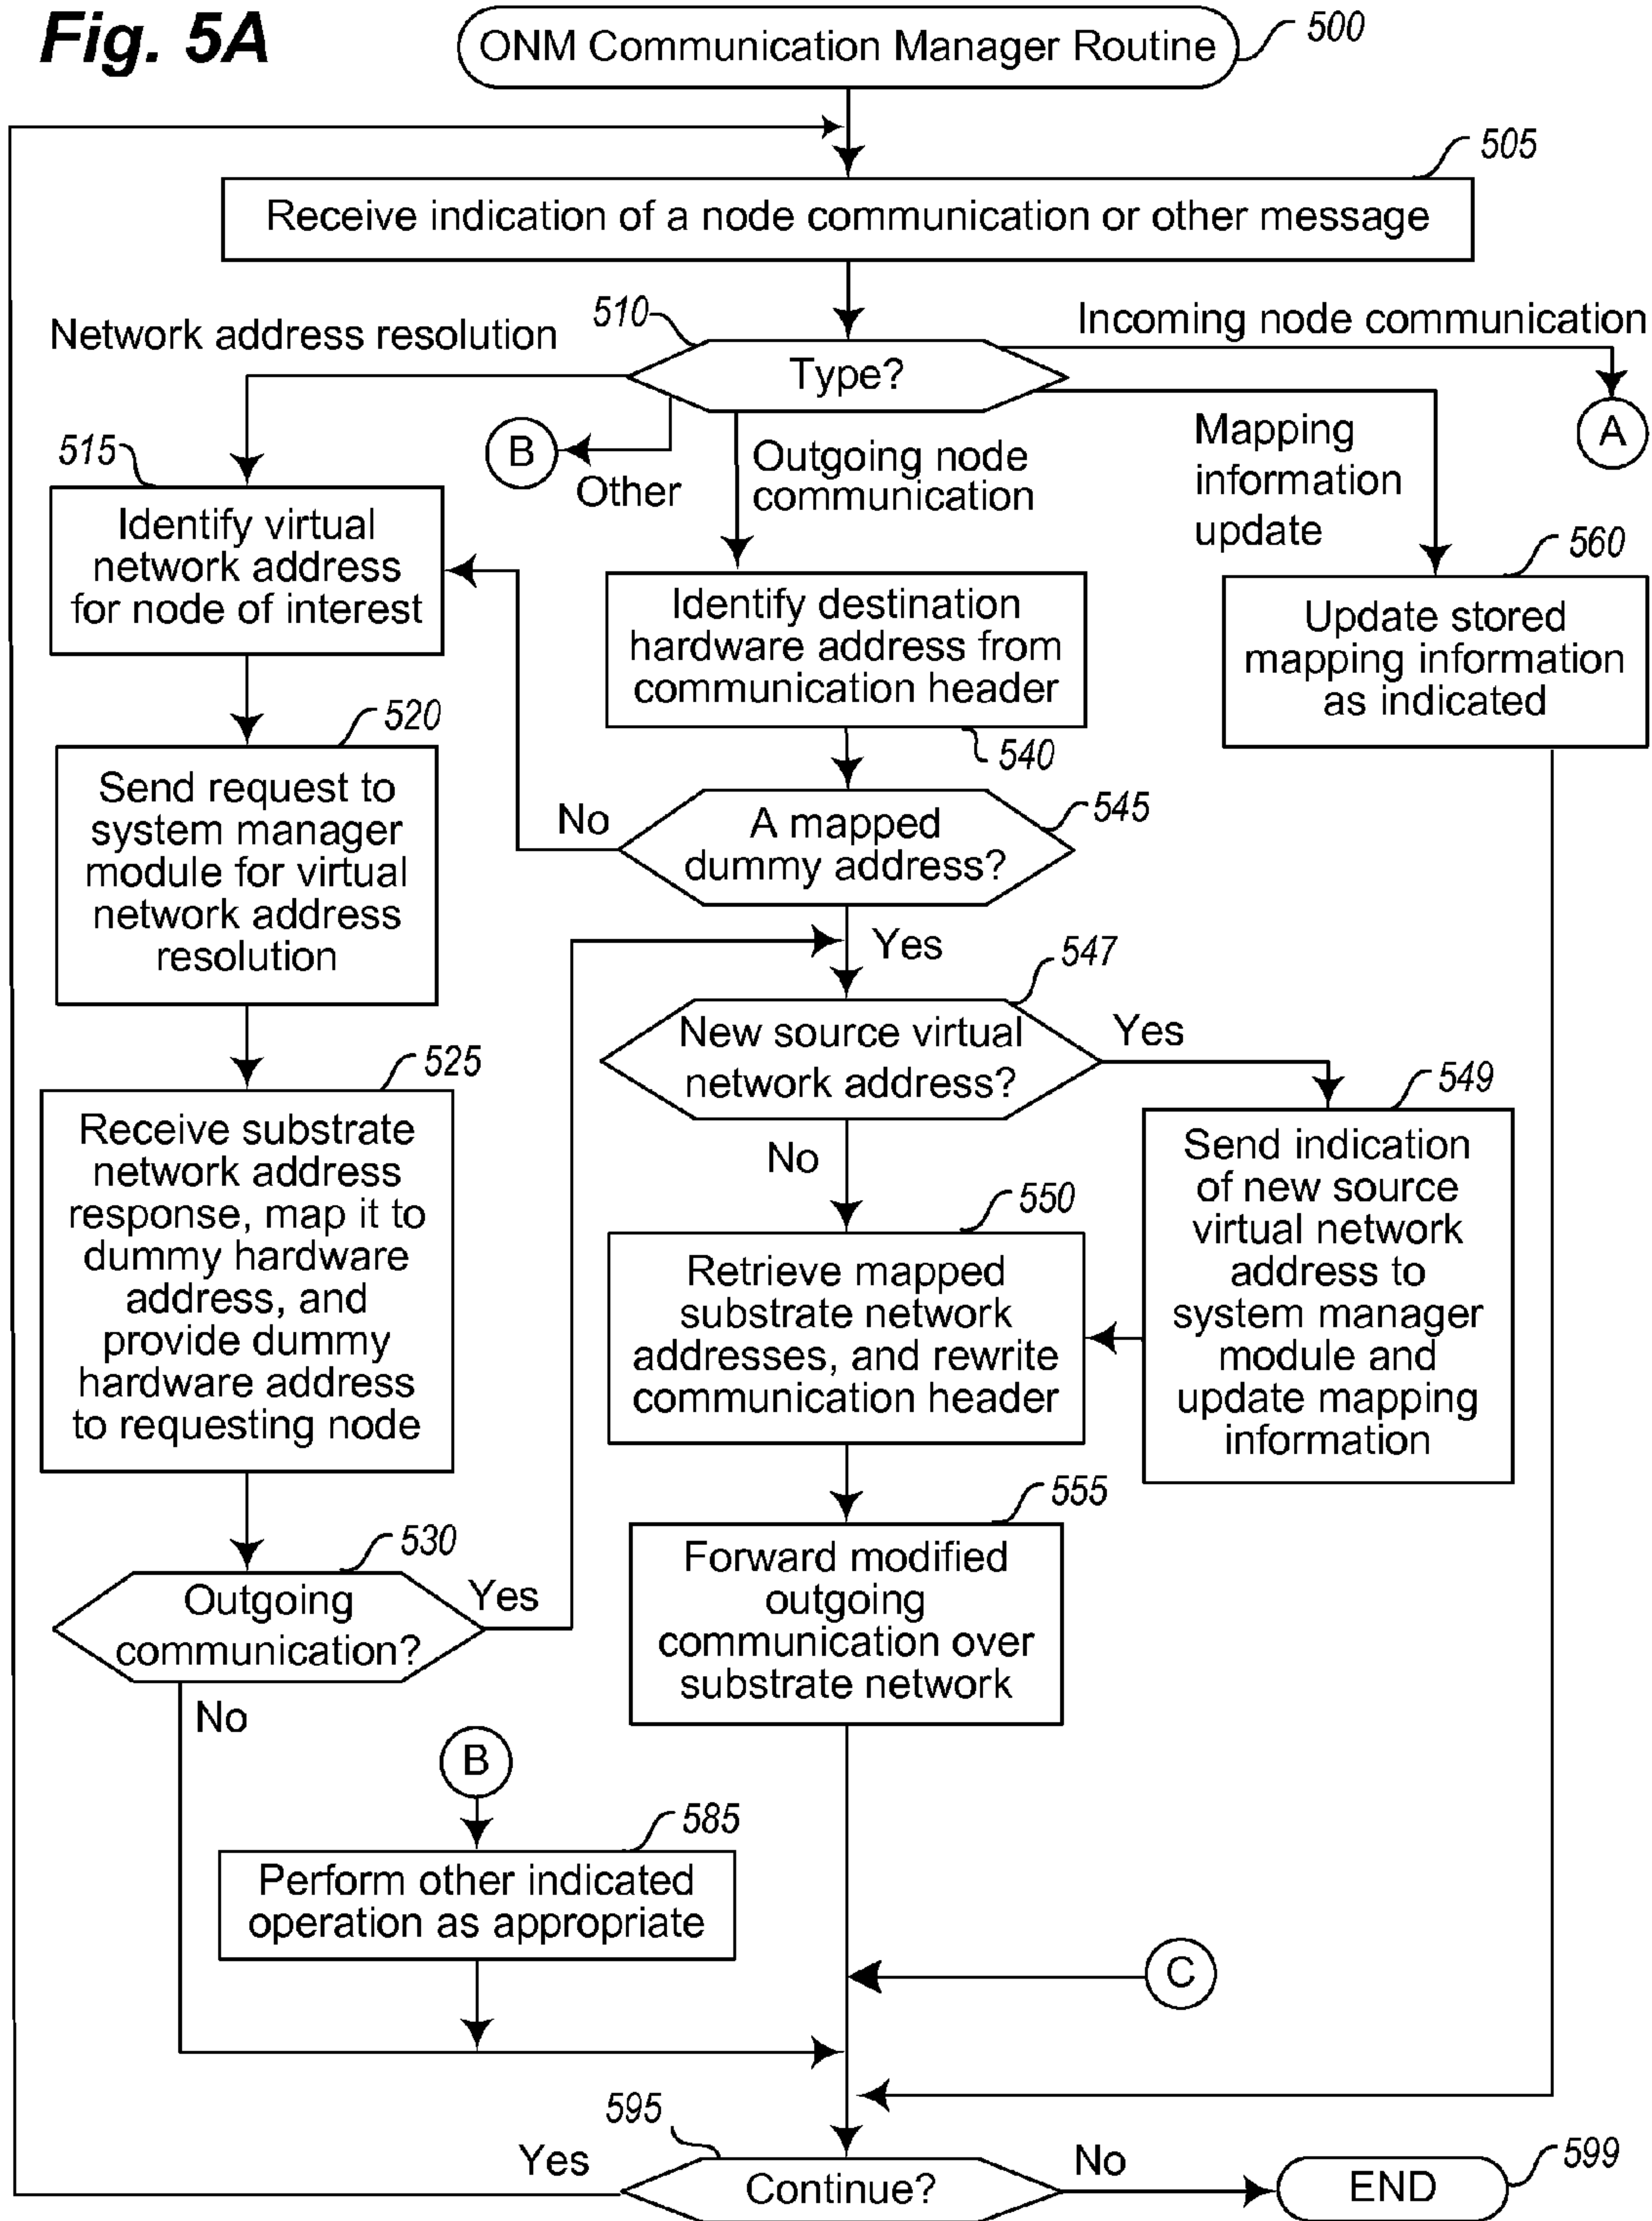 Fig. 5A
ONM Communication Manager Routine
500
505
Receive indication of a node communication or other message
510
Network address resolution
Incoming node communication
Type?
A
B
Other
Outgoing node
communication
Mapping
information
update
515
Identify virtual
network address
for node of interest
Identify destination
hardware address from
communication header
540
560
Update stored
mapping information
as indicated
520
Send request to
system manager
module for virtual
network address
resolution
No
A mapped
dummy address?
545
Yes
547
New source virtual
network address?
Yes
No
549
Send indication
of new source
virtual network
address to
system manager
module and
update mapping
information
525
Receive substrate
network address
response, map it to
dummy hardware
address, and
provide dummy
hardware address
to requesting node
550
Retrieve mapped
substrate network
addresses, and rewrite
communication header
555
Forward modified
outgoing
communication over
substrate network
530
Outgoing
communication?
Yes
No
B
585
Perform other indicated
operation as appropriate
C
595
Yes
Continue?
No
END
599